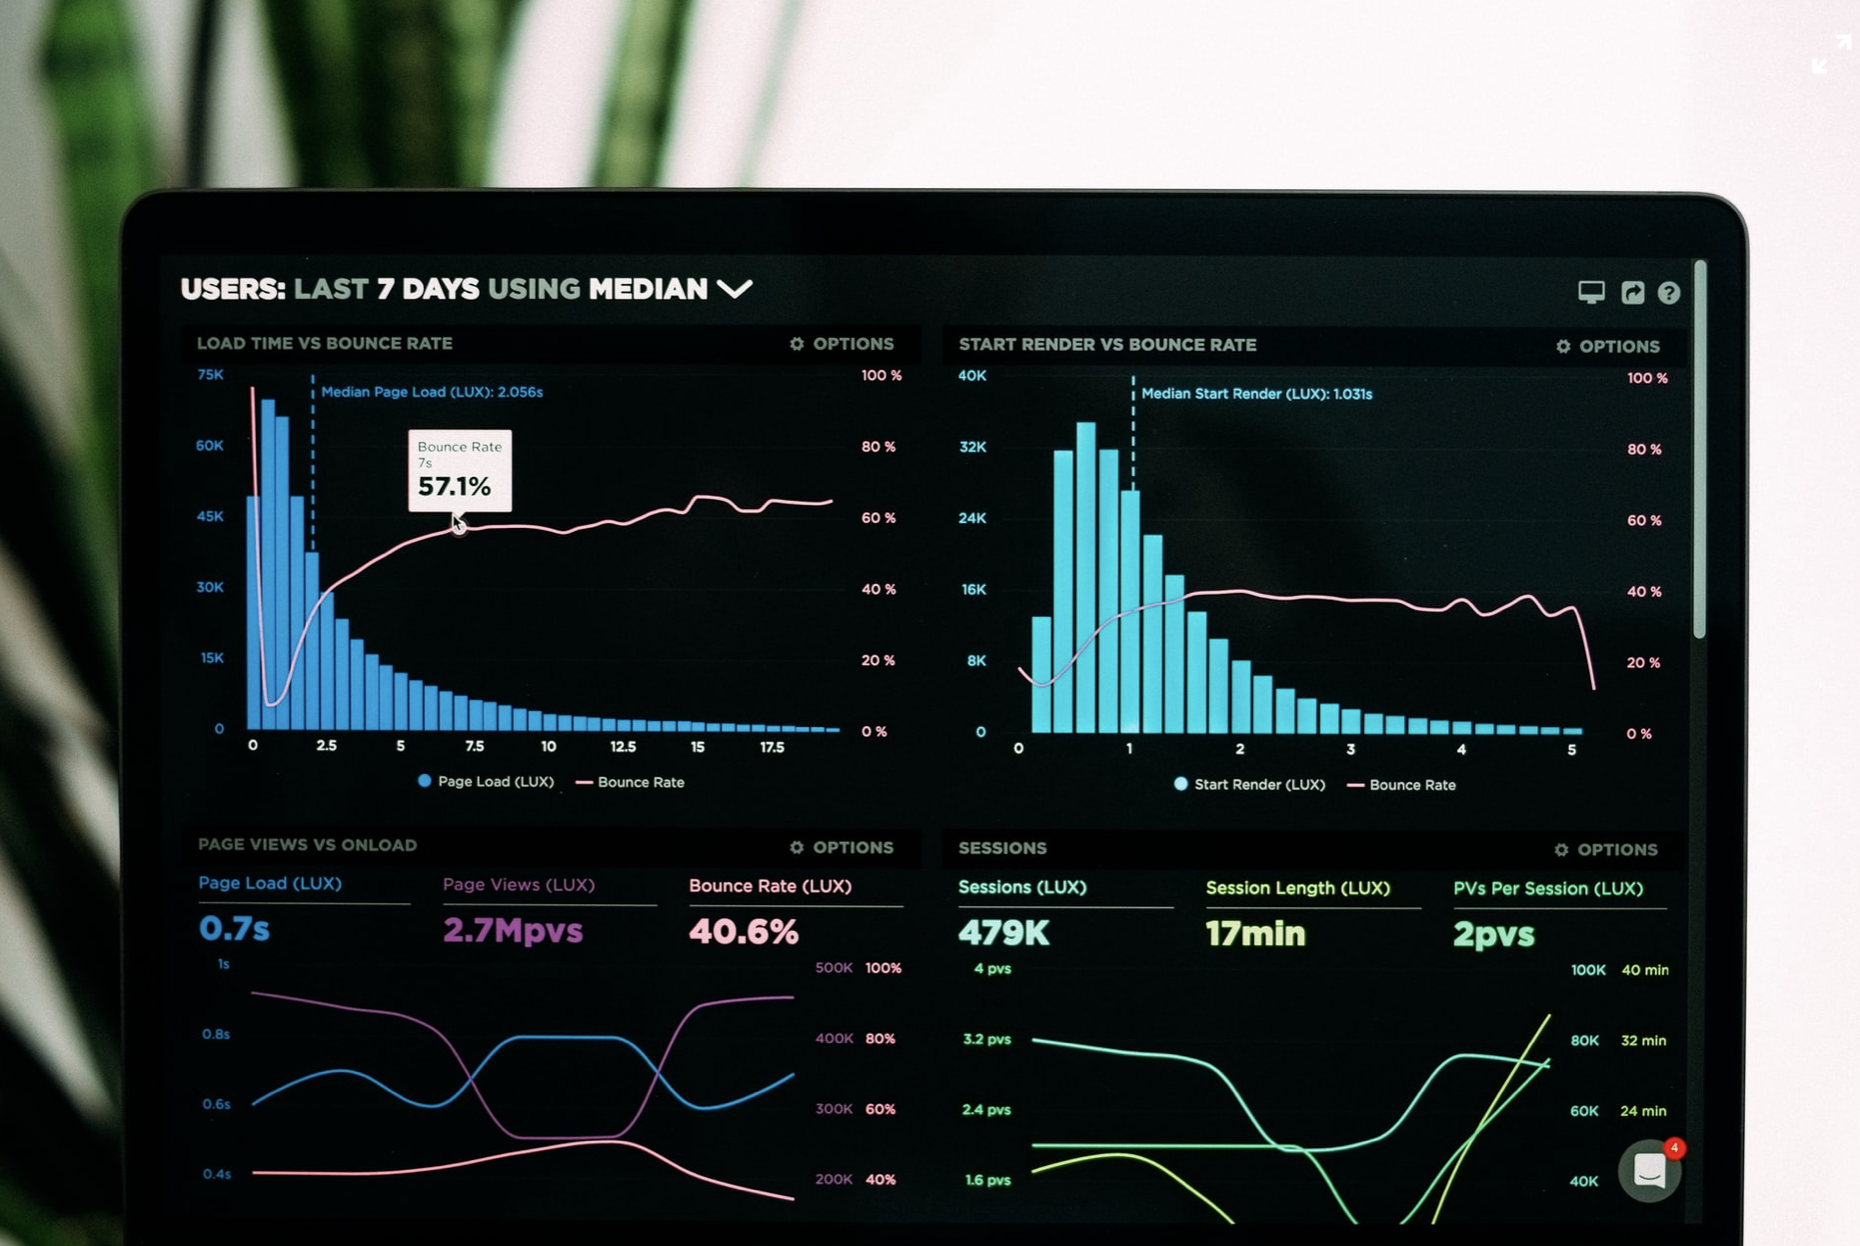 USERS: LAST 7 DAYS USING MEDIAN
LOAD TIME VS BOUNCE RATE
OPTIONS
75K
60K
45K
30K
15K
0
Median Page Load (LUX): 2.056s
Bounce Rate
7s
57.1%
100 %
80 %
60 %
40 %
20 %
0 %
0 2.5 5 7.5 10 12.5 15 17.5
Page Load (LUX) Bounce Rate
START RENDER VS BOUNCE RATE
OPTIONS
40K
32K
24K
16K
8K
0
Median Start Render (LUX): 1.031s
100 %
80 %
60 %
40 %
20 %
0 %
0 1 2 3 4 5
Start Render (LUX) Bounce Rate
PAGE VIEWS VS ONLOAD
OPTIONS
Page Load (LUX) Page Views (LUX) Bounce Rate (LUX)
0.7s 2.7Mpvs 40.6%
1s
0.8s
0.6s
0.4s
500K 100%
400K 80%
300K 60%
200K 40%
SESSIONS
OPTIONS
Sessions (LUX) Session Length (LUX) PVs Per Session (LUX)
479K 17min 2pvs
4 pvs
3.2 pvs
2.4 pvs
1.6 pvs
100K 40 min
80K 32 min
60K 24 min
40K
4